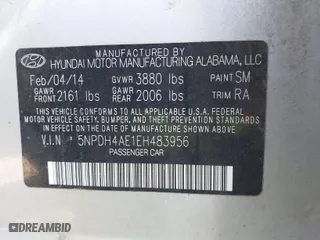 MANUFACTURED BY
HYUNDAI MOTOR MANUFACTURING ALABAMA, LLC
Feb/04/14 GVWR 3880 lbs PAINT SM
GAWR FRONT 2161 lbs GAWR REAR 2006 lbs TRIM RA
THIS VEHICLE CONFORMS TO ALL APPLICABLE U.S. FEDERAL
MOTOR VEHICLE SAFETY, BUMPER, AND THEFT PREVENTION
STANDARDS IN EFFECT ON THE DATE OF MANUFACTURE
SHOWN ABOVE.
V.I.N 5NPDH4AE1EH483956
PASSENGER CAR